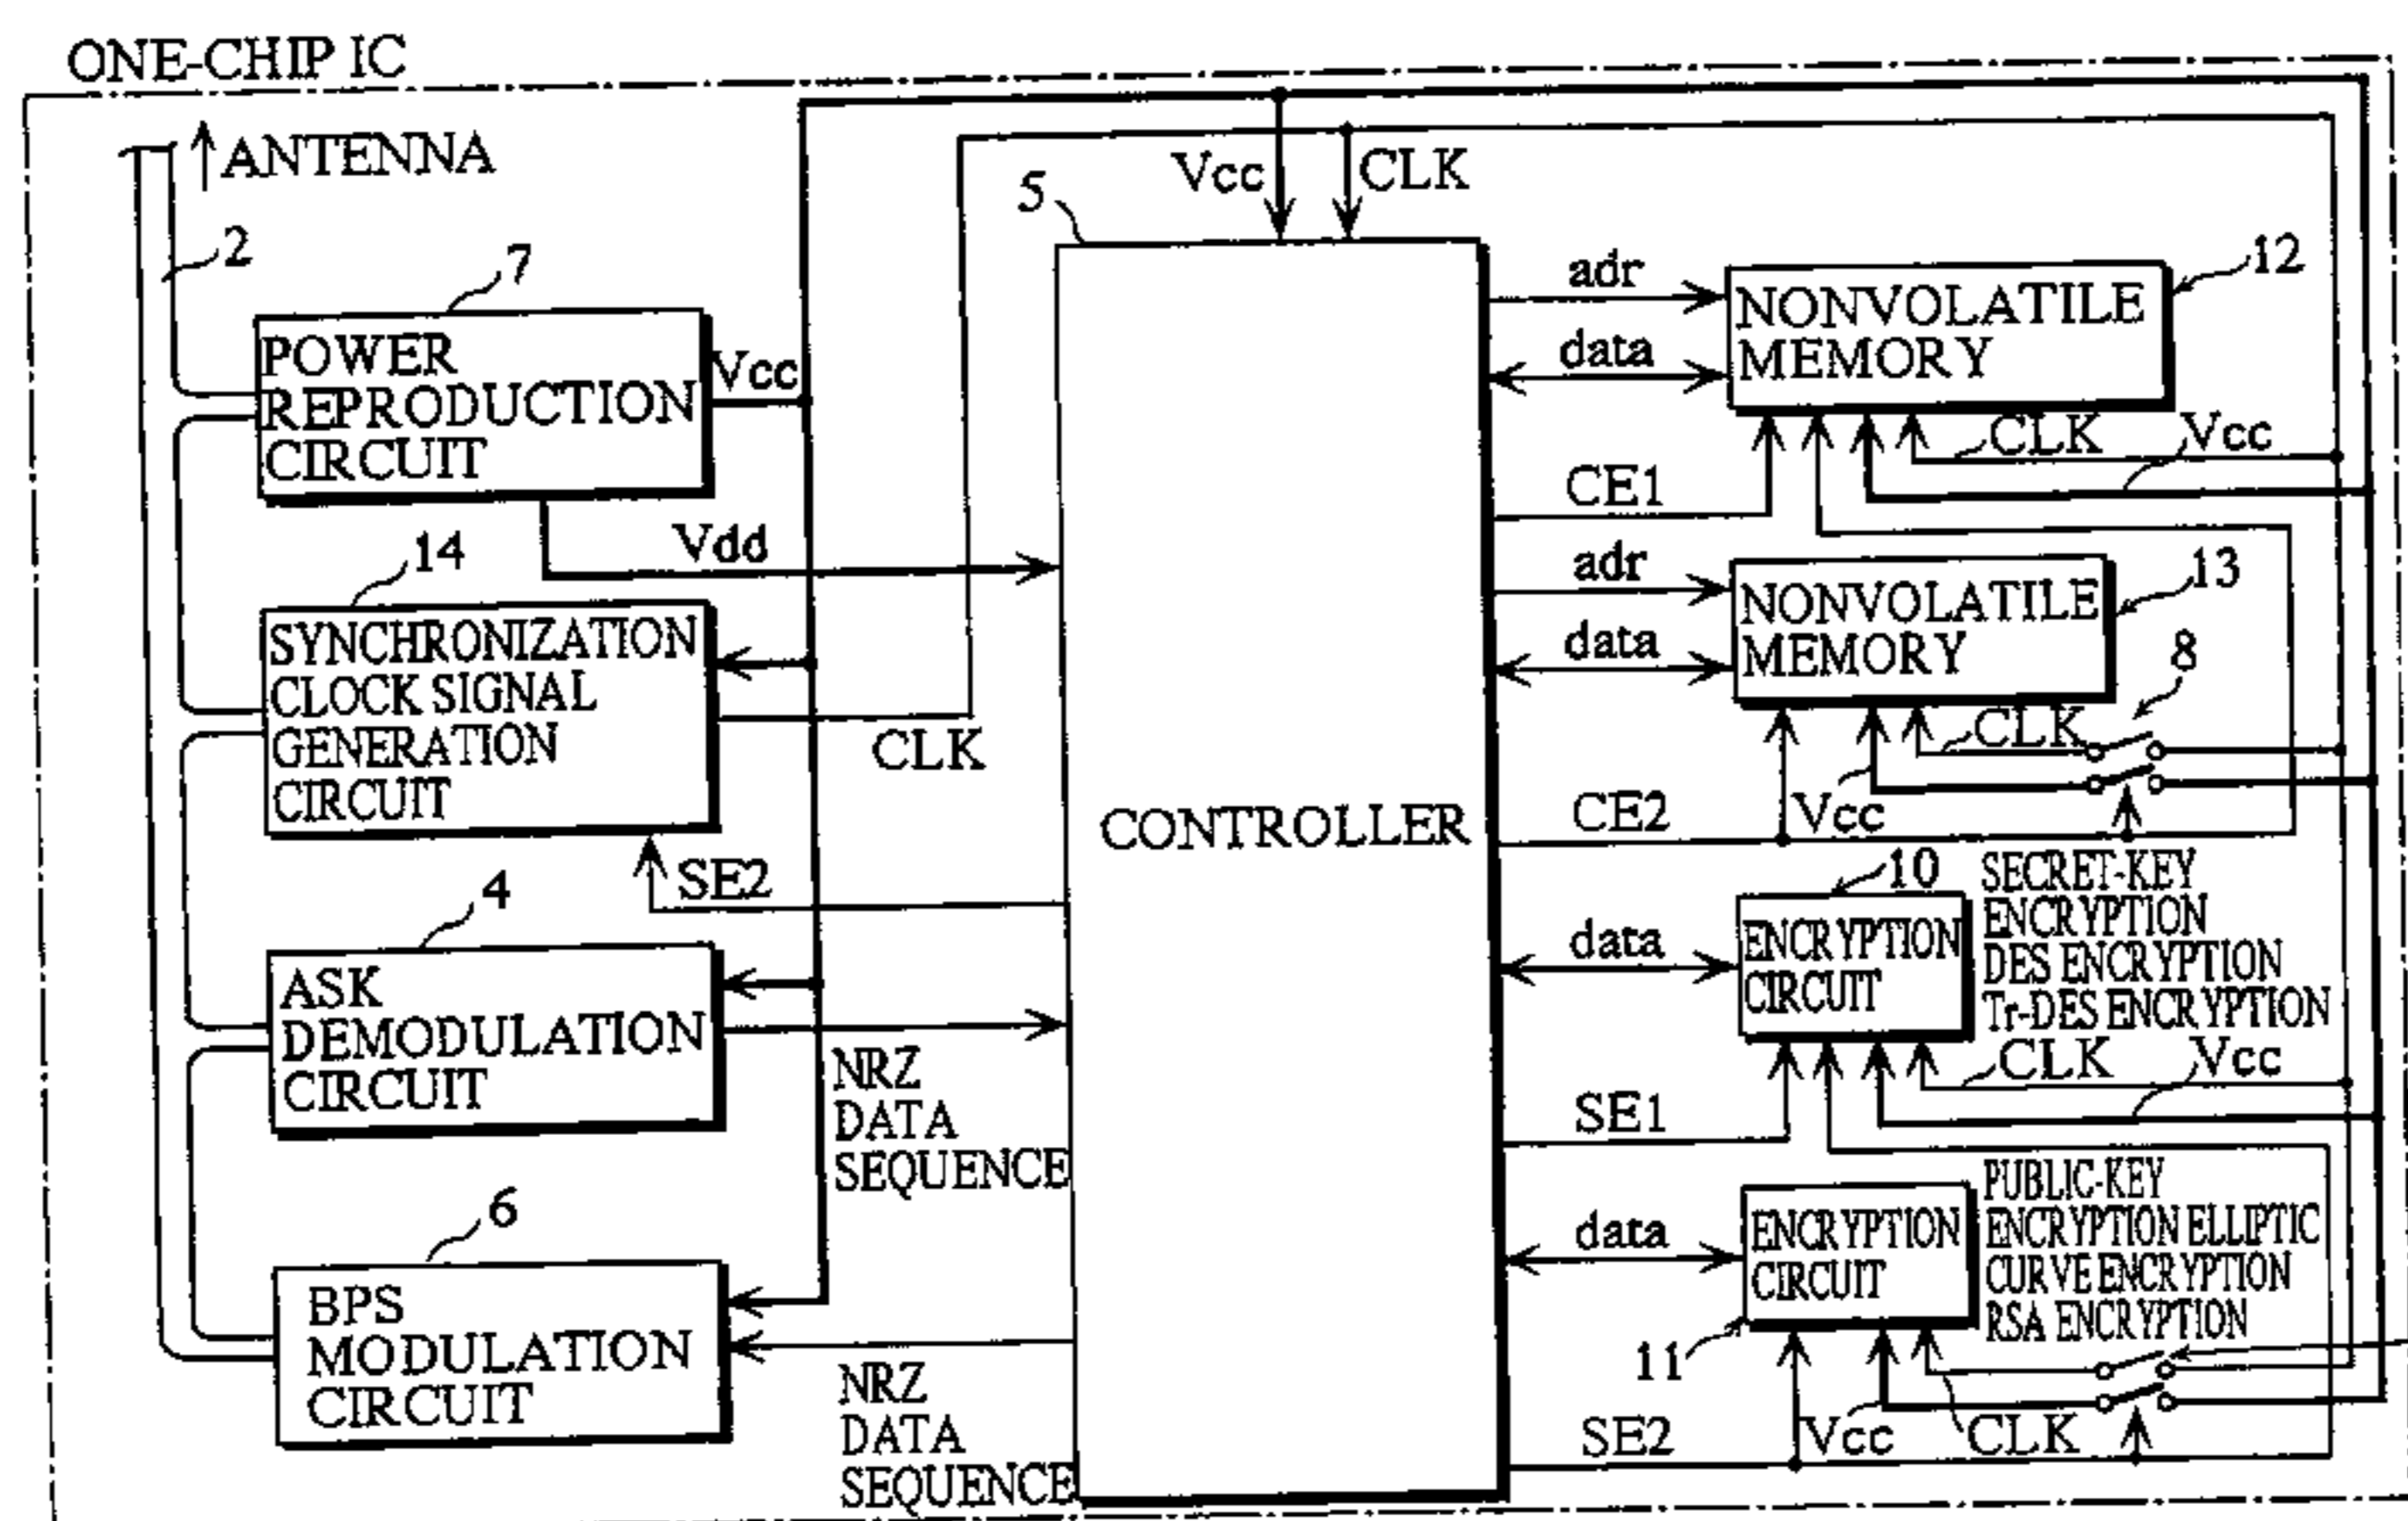 ONE-CHIP IC
ANTENNA
2
7
POWER
REPRODUCTION
CIRCUIT
Vcc
Vdd
14
SYNCHRONIZATION
CLOCK SIGNAL
GENERATION
CIRCUIT
CLK
SE2
4
ASK
DEMODULATION
CIRCUIT
NRZ
DATA
SEQUENCE
6
BPS
MODULATION
CIRCUIT
NRZ
DATA
SEQUENCE
5
Vcc
CLK
CONTROLLER
adr
data
12
NONVOLATILE
MEMORY
CLK
Vcc
CE1
adr
data
13
NONVOLATILE
MEMORY
8
CLK
Vcc
CE2
10
data
ENCRYPTION
CIRCUIT
SECRET-KEY
ENCRYPTION
DES ENCRYPTION
Tr-DES ENCRYPTION
CLK
Vcc
SE1
data
ENCRYPTION
CIRCUIT
11
PUBLIC-KEY
ENCRYPTION ELLIPTIC
CURVE ENCRYPTION
RSA ENCRYPTION
SE2
Vcc
CLK